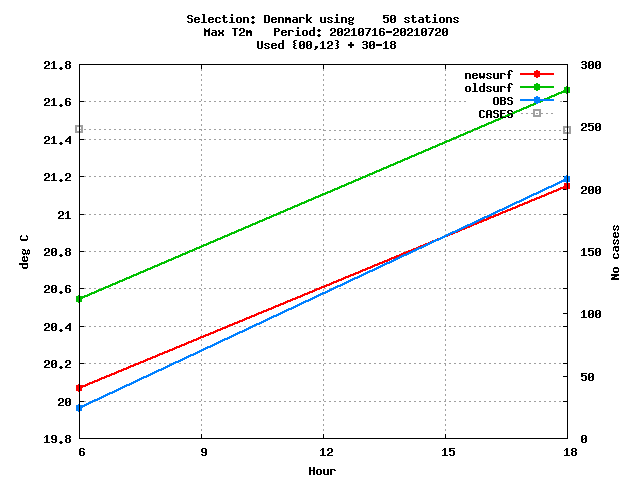 Selection: Denmark using    50 stations
Max T2m   Period: 20210716-20210720
Used {00,12} + 30-18
21.8
21.6
21.4
21.2
21
20.8
20.6
20.4
20.2
20
19.8
deg C
6
9
12
15
18
Hour
300
250
200
150
100
50
0
No cases
newsurf
oldsurf
OBS
CASES